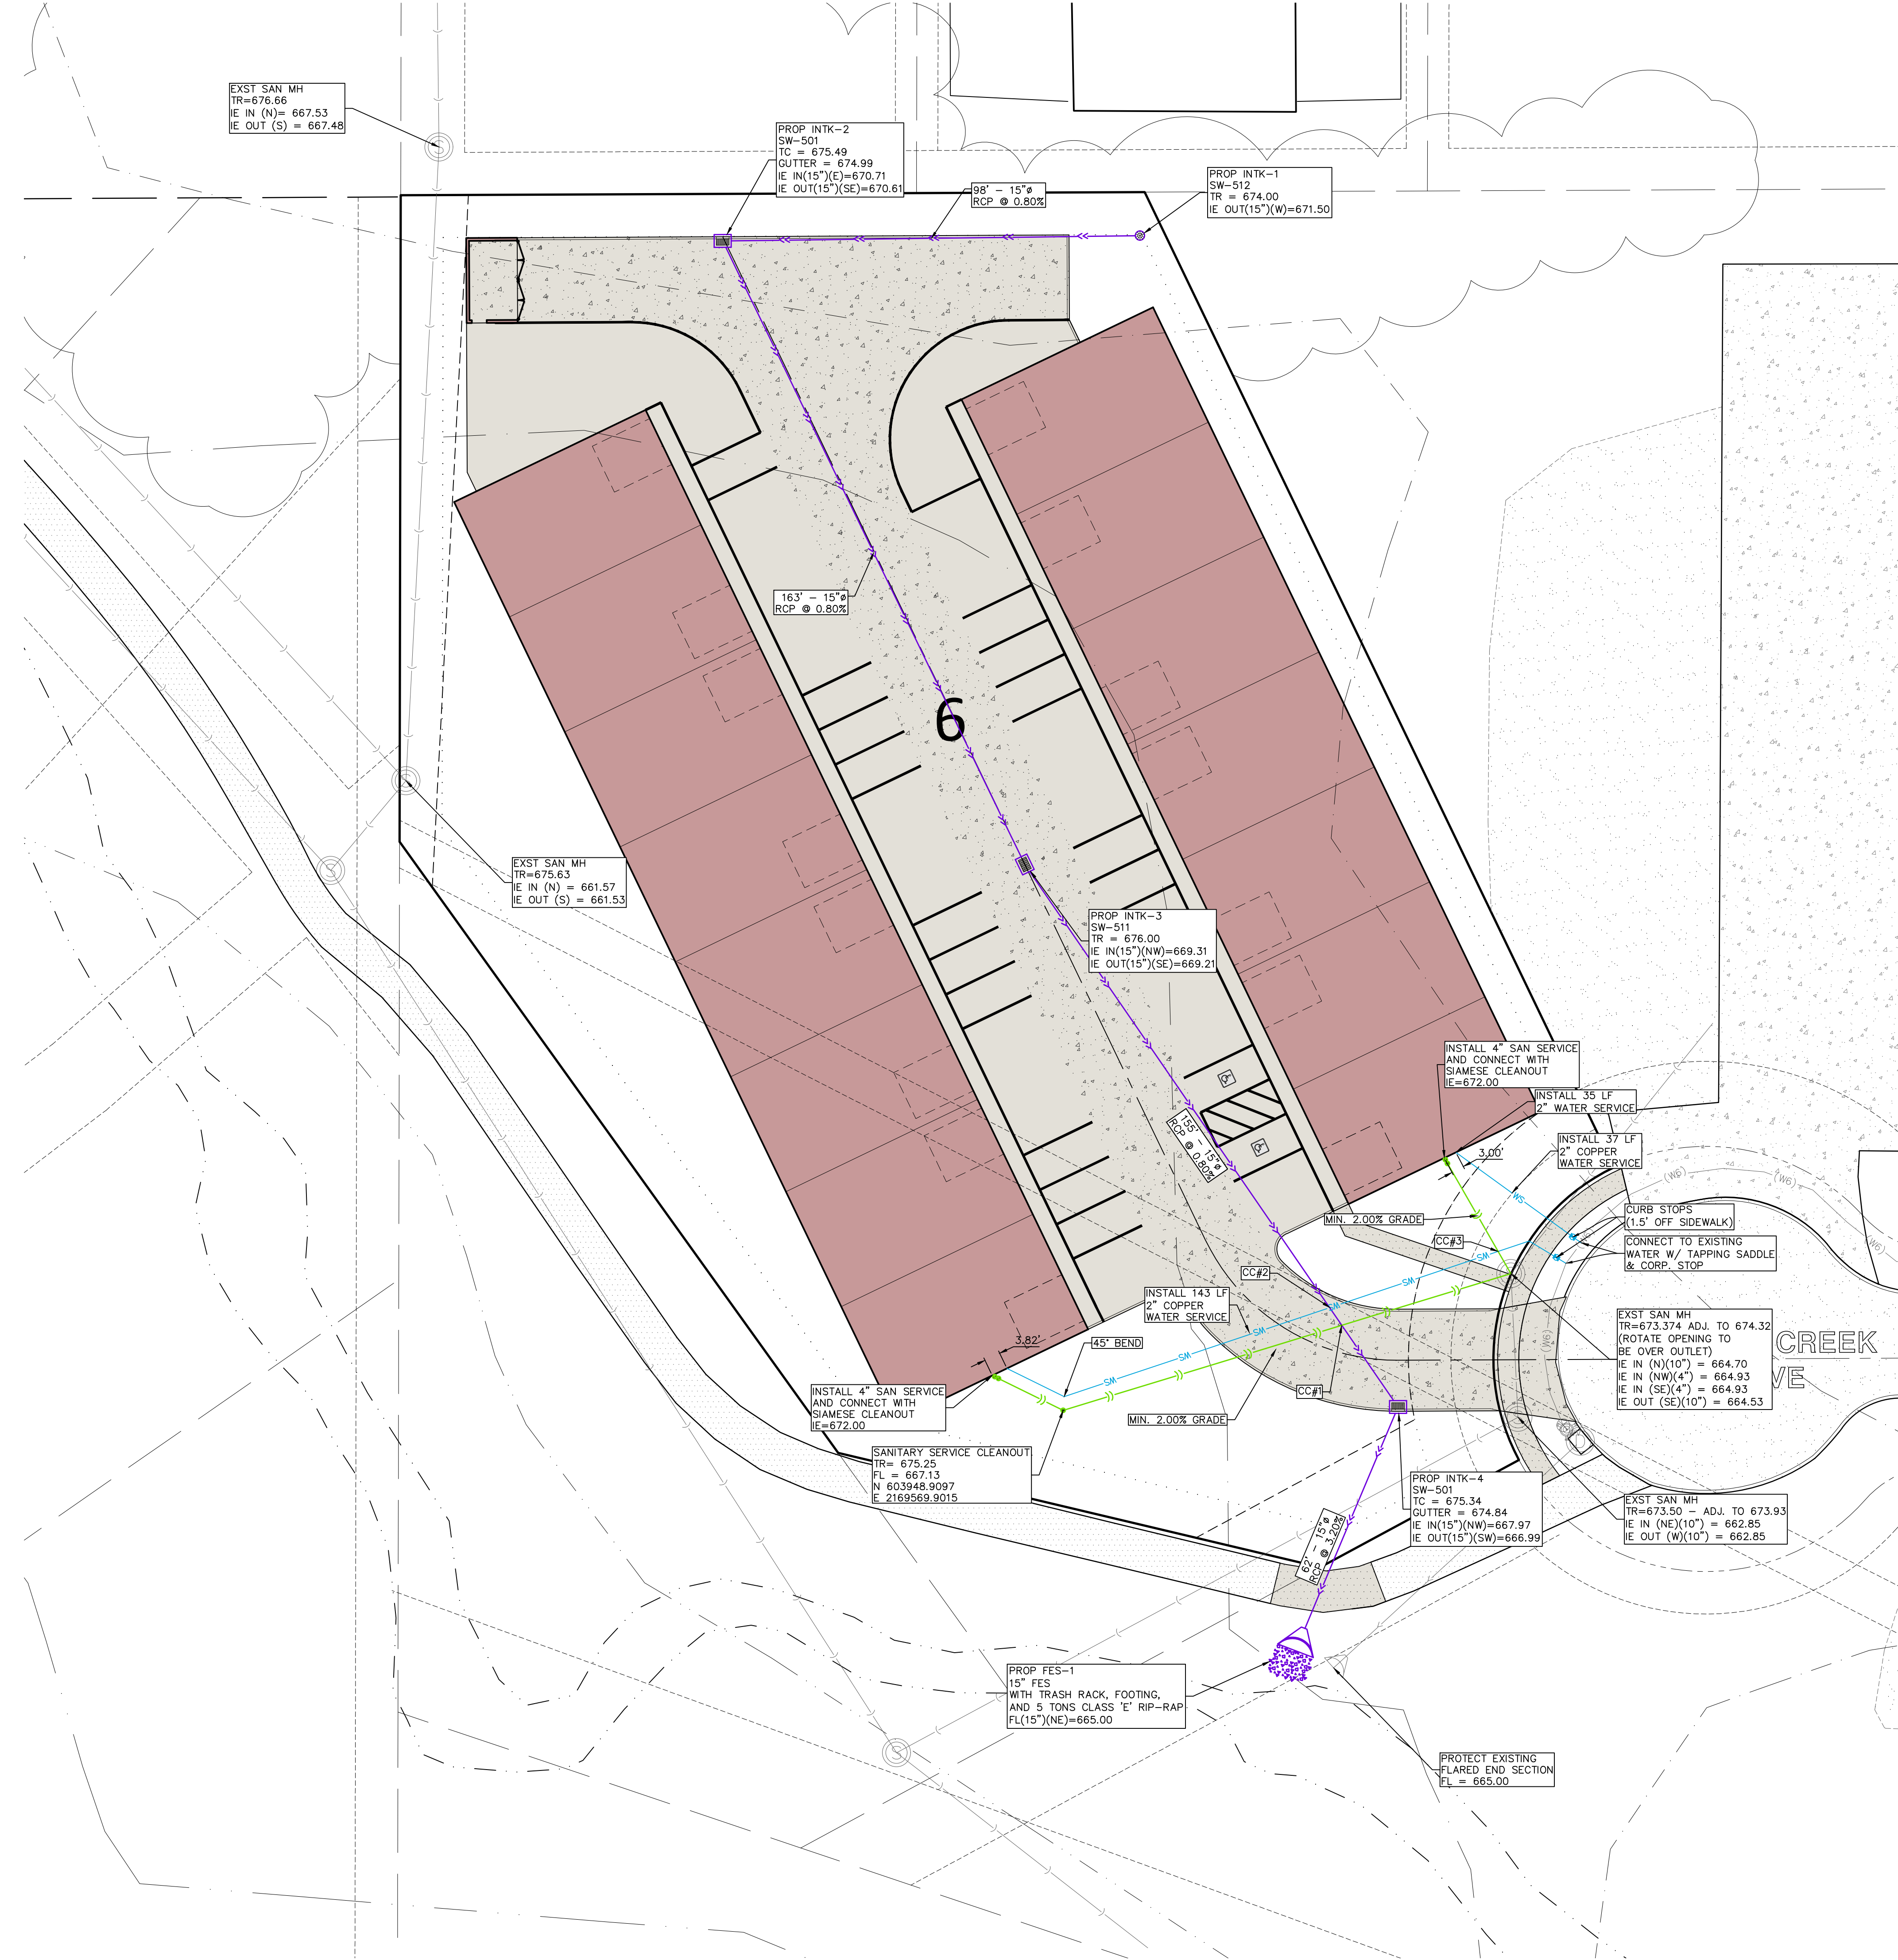 EXST SAN MH
TR=676.66
IE IN (N)= 667.53
IE OUT (S) = 667.48
PROP INTK-2
SW-501
TC = 675.49
GUTTER = 674.99
IE IN(15")(E)=670.71
IE OUT(15")(SE)=670.61
98' - 15"ø
RCP @ 0.80%
PROP INTK-1
SW-512
TR = 674.00
IE OUT(15")(W)=671.50
163' - 15"ø
RCP @ 0.80%
6
EXST SAN MH
TR=675.63
IE IN (N) = 661.57
IE OUT (S) = 661.53
PROP INTK-3
SW-511
TR = 676.00
IE IN(15")(NW)=669.31
IE OUT(15")(SE)=669.21
INSTALL 4" SAN SERVICE
AND CONNECT WITH
SIAMESE CLEANOUT
IE=672.00
INSTALL 35 LF
2" WATER SERVICE
INSTALL 37 LF
2" COPPER
WATER SERVICE
3.00'
155' - 15"ø
RCP @ 0.80%
MIN. 2.00% GRADE
CC#3
CURB STOPS
(1.5' OFF SIDEWALK)
CONNECT TO EXISTING
WATER W/ TAPPING SADDLE
& CORP. STOP
(W6)
(W6)
(W6)
(W6)
WS
WS
WS
WS
WS
WS
WS
CC#2
INSTALL 143 LF
2" COPPER
WATER SERVICE
EXST SAN MH
TR=673.374 ADJ. TO 674.32
(ROTATE OPENING TO
BE OVER OUTLET)
IE IN (N)(10") = 664.70
IE IN (NW)(4") = 664.93
IE IN (SE)(4") = 664.93
IE OUT (SE)(10") = 664.53
CREEK
VE
3.82'
45° BEND
INSTALL 4" SAN SERVICE
AND CONNECT WITH
SIAMESE CLEANOUT
IE=672.00
CC#1
MIN. 2.00% GRADE
SANITARY SERVICE CLEANOUT
TR= 675.25
FL = 667.13
N 603948.9097
E 2169569.9015
PROP INTK-4
SW-501
TC = 675.34
GUTTER = 674.84
IE IN(15")(NW)=667.97
IE OUT(15")(SW)=666.99
EXST SAN MH
TR=673.50 - ADJ. TO 673.93
IE IN (NE)(10") = 662.85
IE OUT (W)(10") = 662.85
62' - 15"ø
RCP @ 3.20%
PROP FES-1
15" FES
WITH TRASH RACK, FOOTING,
AND 5 TONS CLASS 'E' RIP-RAP
FL(15")(NE)=665.00
PROTECT EXISTING
FLARED END SECTION
FL = 665.00